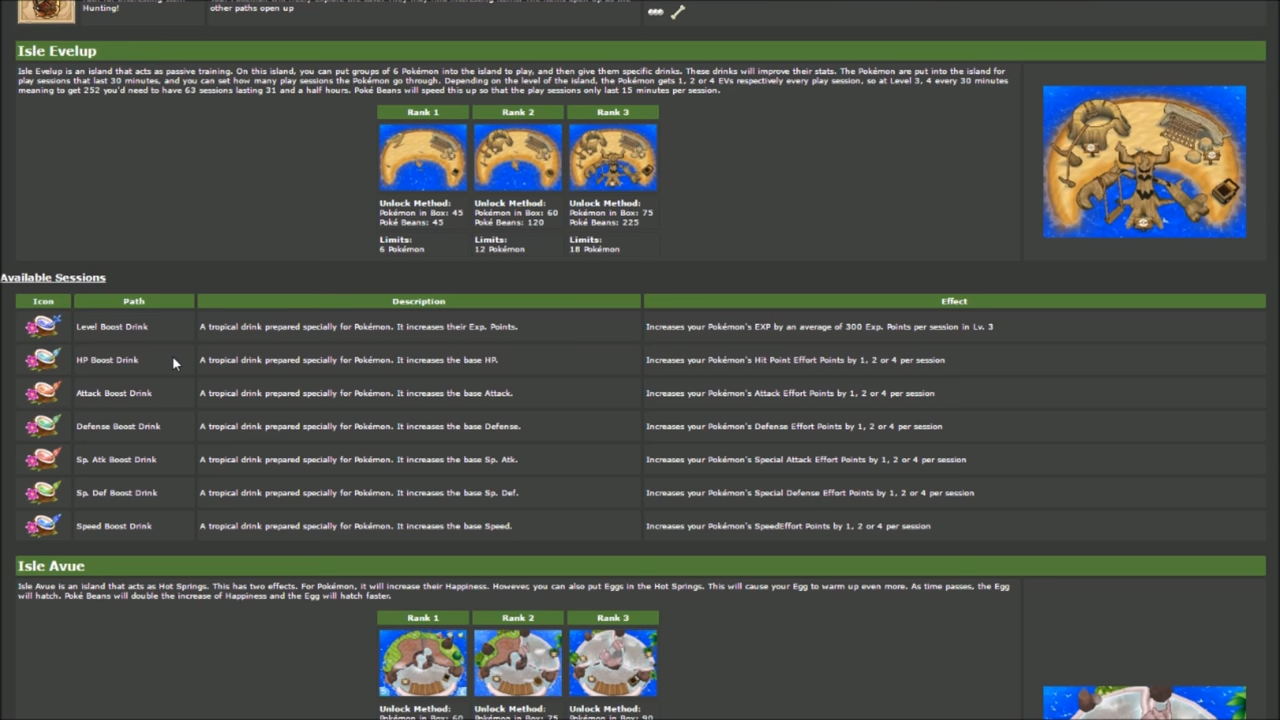 Hunting!
other paths open up
Isle Evelup
Isle Evelup is an island that acts as passive training. On this island, you can put groups of 6 Pokémon into the island to play, and then give them specific drinks. These drinks will improve their stats. The Pokémon are put into the island for
play sessions that last 30 minutes, and you can set how many play sessions the Pokémon go through. Depending on the level of the island, the Pokémon gets 1, 2 or 4 EVs respectively every play session, so at Level 3, 4 every 30 minutes
meaning to get 252 you'd need to have 63 sessions lasting 31 and a half hours. Poké Beans will speed this up so that the play sessions only last 15 minutes per session.
Rank 1 Rank 2 Rank 3
Unlock Method: Unlock Method: Unlock Method:
Pokémon in Box: 45 Pokémon in Box: 60 Pokémon in Box: 75
Poké Beans: 45 Poké Beans: 120 Poké Beans: 225
Limits: Limits: Limits:
6 Pokémon 12 Pokémon 18 Pokémon
Available Sessions
Icon Path Description Effect
Level Boost Drink A tropical drink prepared specially for Pokémon. It increases their Exp. Points. Increases your Pokémon's EXP by an average of 300 Exp. Points per session in Lv. 3
HP Boost Drink A tropical drink prepared specially for Pokémon. It increases the base HP. Increases your Pokémon's Hit Point Effort Points by 1, 2 or 4 per session
Attack Boost Drink A tropical drink prepared specially for Pokémon. It increases the base Attack. Increases your Pokémon's Attack Effort Points by 1, 2 or 4 per session
Defense Boost Drink A tropical drink prepared specially for Pokémon. It increases the base Defense. Increases your Pokémon's Defense Effort Points by 1, 2 or 4 per session
Sp. Atk Boost Drink A tropical drink prepared specially for Pokémon. It increases the base Sp. Atk. Increases your Pokémon's Special Attack Effort Points by 1, 2 or 4 per session
Sp. Def Boost Drink A tropical drink prepared specially for Pokémon. It increases the base Sp. Def. Increases your Pokémon's Special Defense Effort Points by 1, 2 or 4 per session
Speed Boost Drink A tropical drink prepared specially for Pokémon. It increases the base Speed. Increases your Pokémon's SpeedEffort Points by 1, 2 or 4 per session
Isle Avue
Isle Avue is an island that acts as Hot Springs. This has two effects. For Pokémon, it will increase their Happiness. However, you can also put Eggs in the Hot Springs. This will cause your Egg to warm up even more. As time passes, the Egg
will hatch. Poké Beans will double the increase of Happiness and the Egg will hatch faster.
Rank 1 Rank 2 Rank 3
Unlock Method: Unlock Method: Unlock Method:
Pokémon in Box: 60 Pokémon in Box: 75 Pokémon in Box: 90